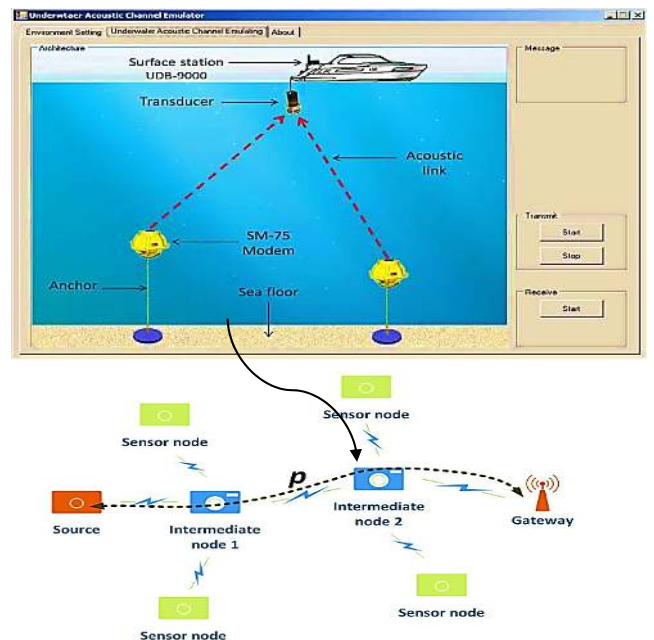 Underwtaer Acoustic Channel Emulator
Environment Setting
Underwater Acoustic Channel Emulating
About
Architecture
Message
Surface station
UDB-9000
Transducer
Acoustic
link
SM-75
Modem
Anchor
Sea floor
Transmit
Start
Stop
Receive
Start
Sensor node
Sensor node
p
Source
Intermediate
node 1
Intermediate
node 2
Gateway
Sensor node
Sensor node